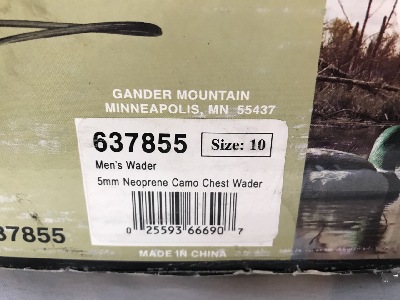 GANDER MOUNTAIN
MINNEAPOLIS, MN 55437
637855 Size: 10
Men's Wader
5mm Neoprene Camo Chest Wader
0 25593 66690 7
37855
MADE IN CHINA